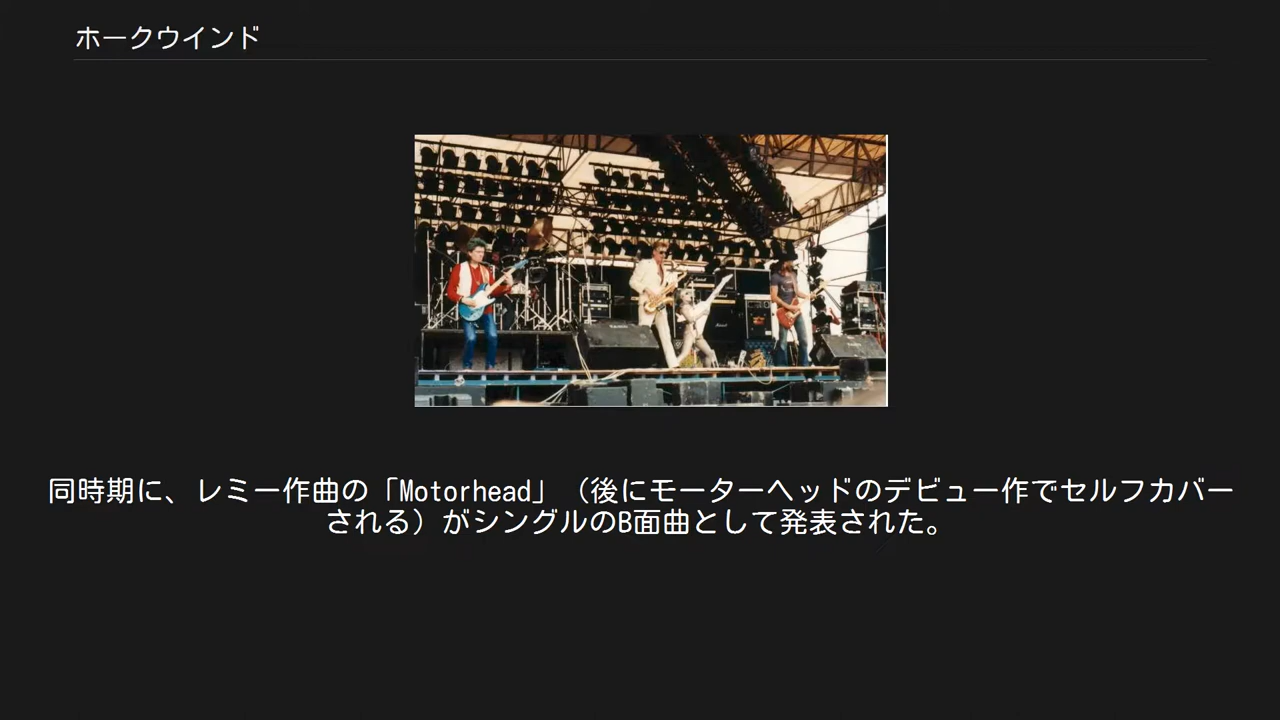 ホークウインド
同時期に、レミー作曲の「Motorhead」（後にモーターヘッドのデビュー作でセルフカバー
される）がシングルのB面曲として発表された。